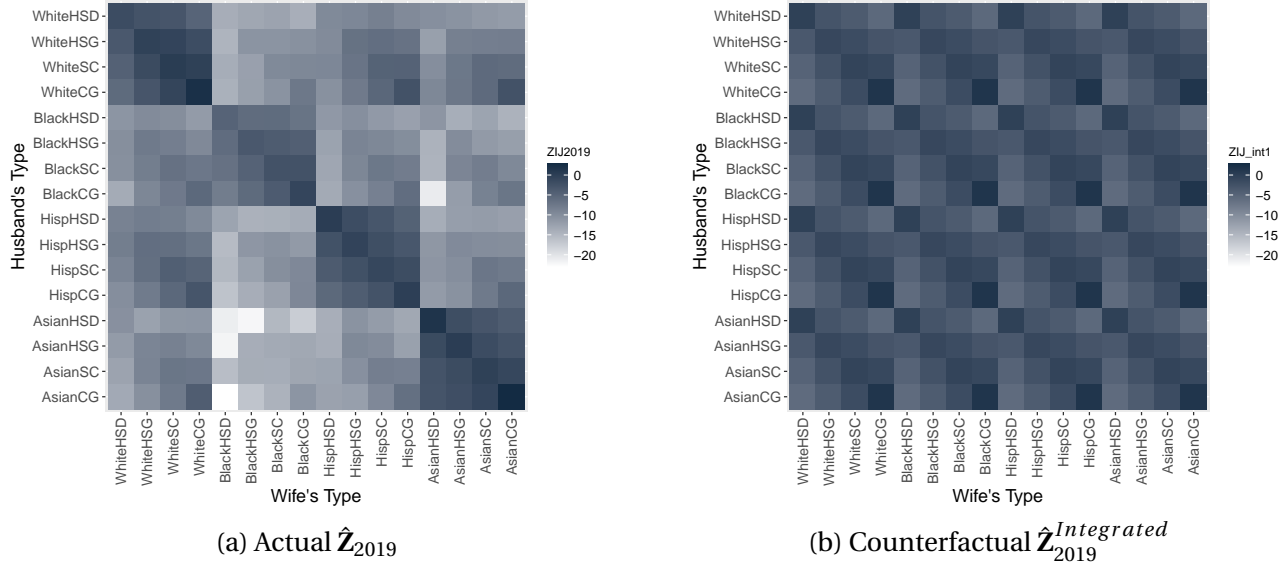 WhiteHSD
WhiteHSG
WhiteSC
WhiteCG
BlackHSD
BlackHSG
BlackSC
BlackCG
HispHSD
HispHSG
HispSC
HispCG
AsianHSD
AsianHSG
AsianSC
AsianCG
Husband's Type
WhiteHSD
WhiteHSG
WhiteSC
WhiteCG
BlackHSD
BlackHSG
BlackSC
BlackCG
HispHSD
HispHSG
HispSC
HispCG
AsianHSD
AsianHSG
AsianSC
AsianCG
Wife's Type
ZIJ2019
0
−5
−10
−15
−20
(a) Actual Ẑ₂₀₁₉
WhiteHSD
WhiteHSG
WhiteSC
WhiteCG
BlackHSD
BlackHSG
BlackSC
BlackCG
HispHSD
HispHSG
HispSC
HispCG
AsianHSD
AsianHSG
AsianSC
AsianCG
Husband's Type
WhiteHSD
WhiteHSG
WhiteSC
WhiteCG
BlackHSD
BlackHSG
BlackSC
BlackCG
HispHSD
HispHSG
HispSC
HispCG
AsianHSD
AsianHSG
AsianSC
AsianCG
Wife's Type
ZIJ_int1
0
−5
−10
−15
−20
(b) Counterfactual Ẑ₂₀₁₉^Integrated